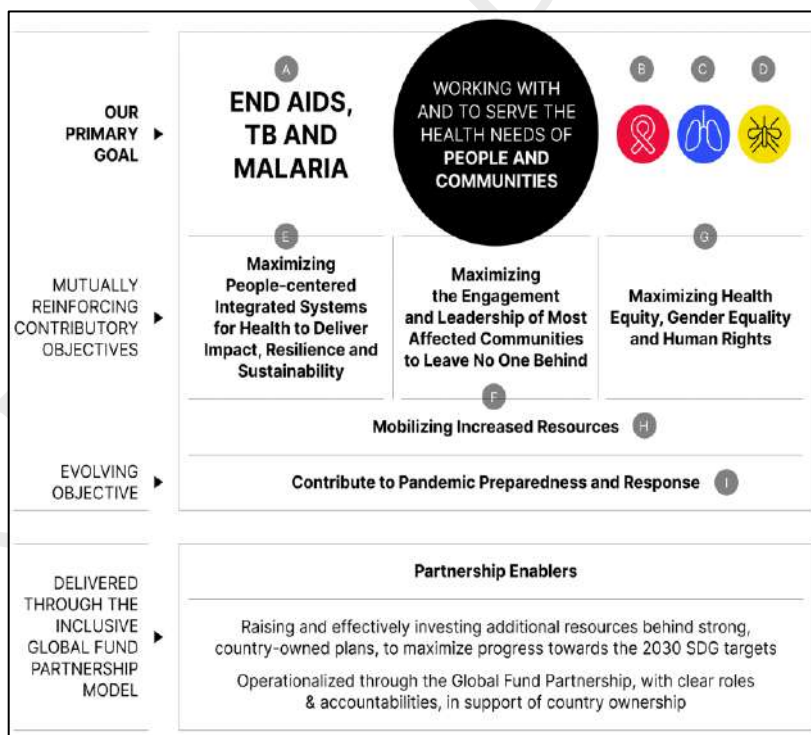 OUR
PRIMARY
GOAL
A
END AIDS,
TB AND
MALARIA
WORKING WITH
AND TO SERVE THE
HEALTH NEEDS OF
PEOPLE AND
COMMUNITIES
B
C
D
MUTUALLY
REINFORCING
CONTRIBUTORY
OBJECTIVES
E
Maximizing
People-centered
Integrated Systems
for Health to Deliver
Impact, Resilience and
Sustainability
Maximizing
the Engagement
and Leadership of Most
Affected Communities
to Leave No One Behind
F
G
Maximizing Health
Equity, Gender Equality
and Human Rights
Mobilizing Increased Resources H
EVOLVING
OBJECTIVE
Contribute to Pandemic Preparedness and Response I
DELIVERED
THROUGH THE
INCLUSIVE
GLOBAL FUND
PARTNERSHIP
MODEL
Partnership Enablers
Raising and effectively investing additional resources behind strong,
country-owned plans, to maximize progress towards the 2030 SDG targets
Operationalized through the Global Fund Partnership, with clear roles
& accountabilities, in support of country ownership